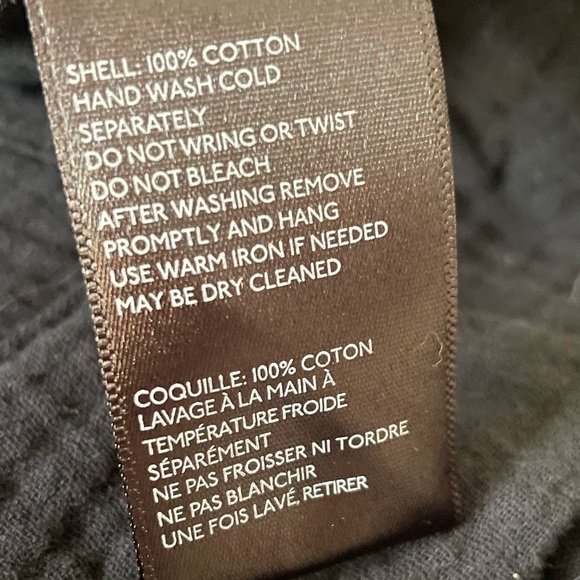 SHELL: 100% COTTON
HAND WASH COLD
SEPARATELY
DO NOT WRING OR TWIST
DO NOT BLEACH
AFTER WASHING REMOVE
PROMPTLY AND HANG
USE WARM IRON IF NEEDED
MAY BE DRY CLEANED
COQUILLE: 100% COTON
LAVAGE À LA MAIN À
TEMPÉRATURE FROIDE
SÉPARÉMENT
NE PAS FROISSER NI TORDRE
NE PAS BLANCHIR
UNE FOIS LAVÉ, RETIRER